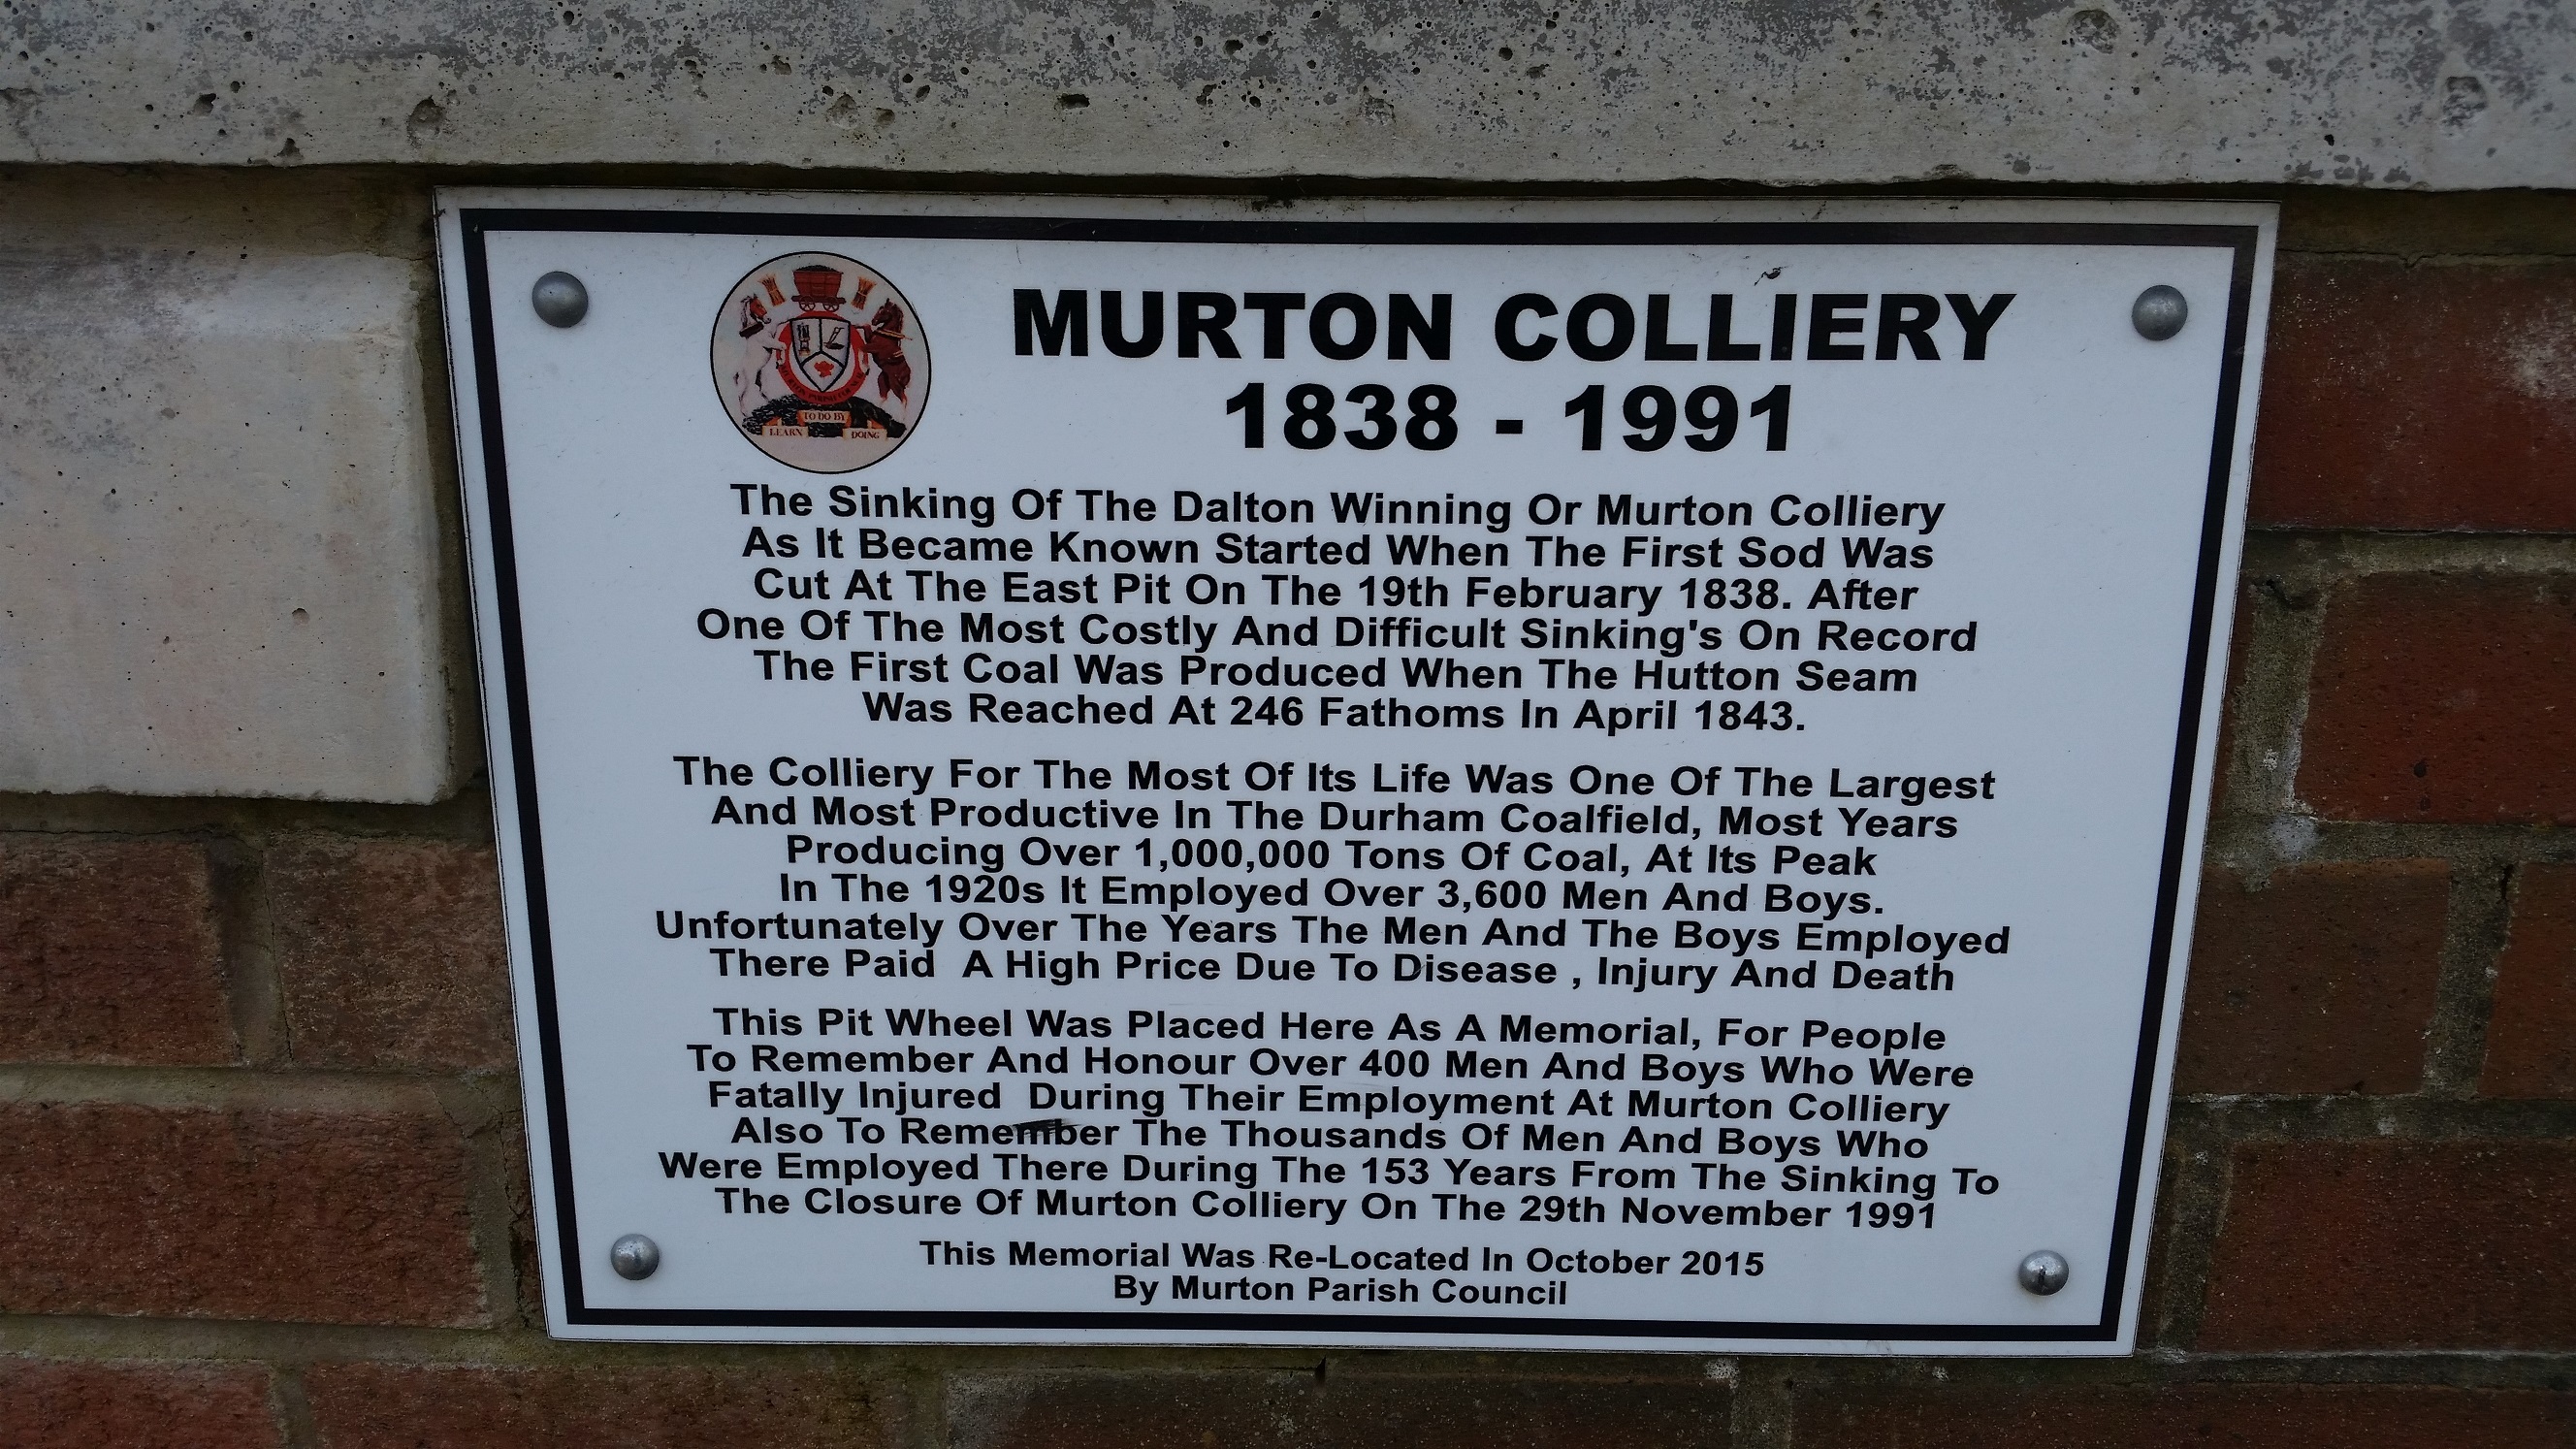 MURTON COLLIERY
1838 - 1991
TO DO BY
LEARN DOING
The Sinking Of The Dalton Winning Or Murton Colliery
As It Became Known Started When The First Sod Was
Cut At The East Pit On The 19th February 1838. After
One Of The Most Costly And Difficult Sinking's On Record
The First Coal Was Produced When The Hutton Seam
Was Reached At 246 Fathoms In April 1843.
The Colliery For The Most Of Its Life Was One Of The Largest
And Most Productive In The Durham Coalfield, Most Years
Producing Over 1,000,000 Tons Of Coal, At Its Peak
In The 1920s It Employed Over 3,600 Men And Boys.
Unfortunately Over The Years The Men And The Boys Employed
There Paid  A High Price Due To Disease , Injury And Death
This Pit Wheel Was Placed Here As A Memorial, For People
To Remember And Honour Over 400 Men And Boys Who Were
Fatally Injured  During Their Employment At Murton Colliery
Also To Remember The Thousands Of Men And Boys Who
Were Employed There During The 153 Years From The Sinking To
The Closure Of Murton Colliery On The 29th November 1991
This Memorial Was Re-Located In October 2015
By Murton Parish Council